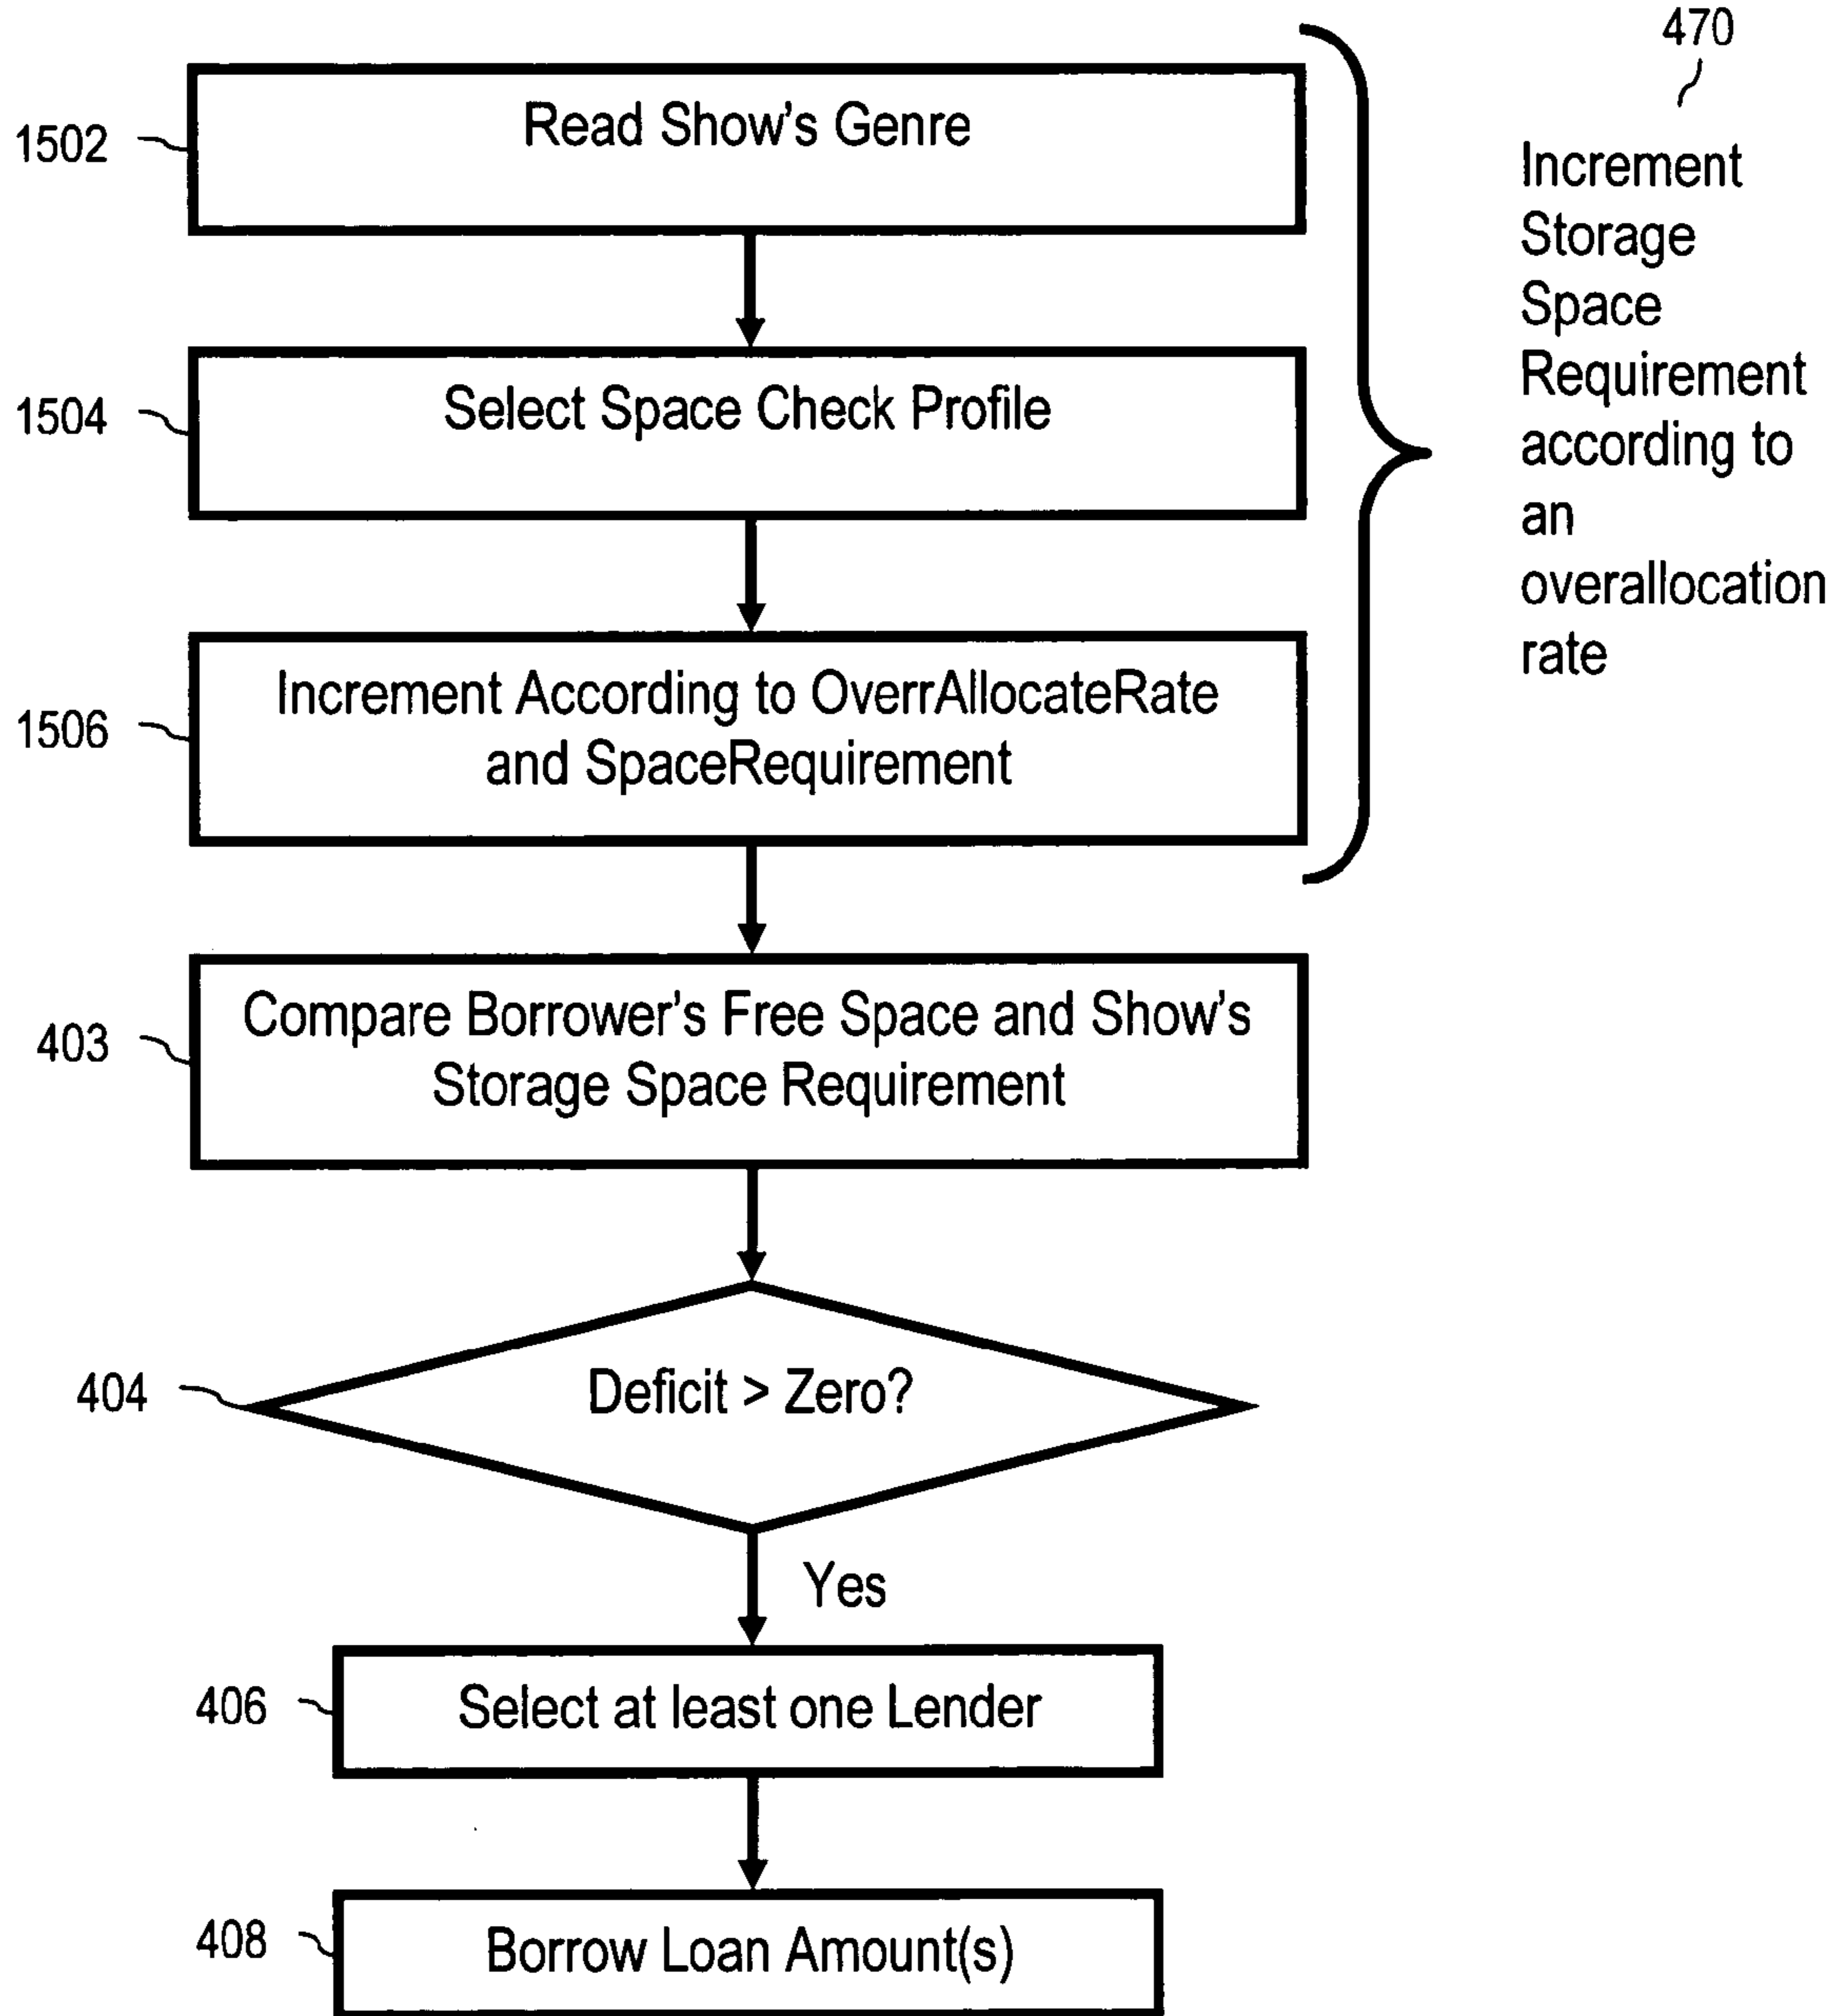 470
1502
Read Show's Genre
Increment
Storage
Space
Requirement
according to
an
overallocation
rate
1504
Select Space Check Profile
1506
Increment According to OverrAllocateRate
and SpaceRequirement
403
Compare Borrower's Free Space and Show's
Storage Space Requirement
404
Deficit > Zero?
Yes
406
Select at least one Lender
408
Borrow Loan Amount(s)